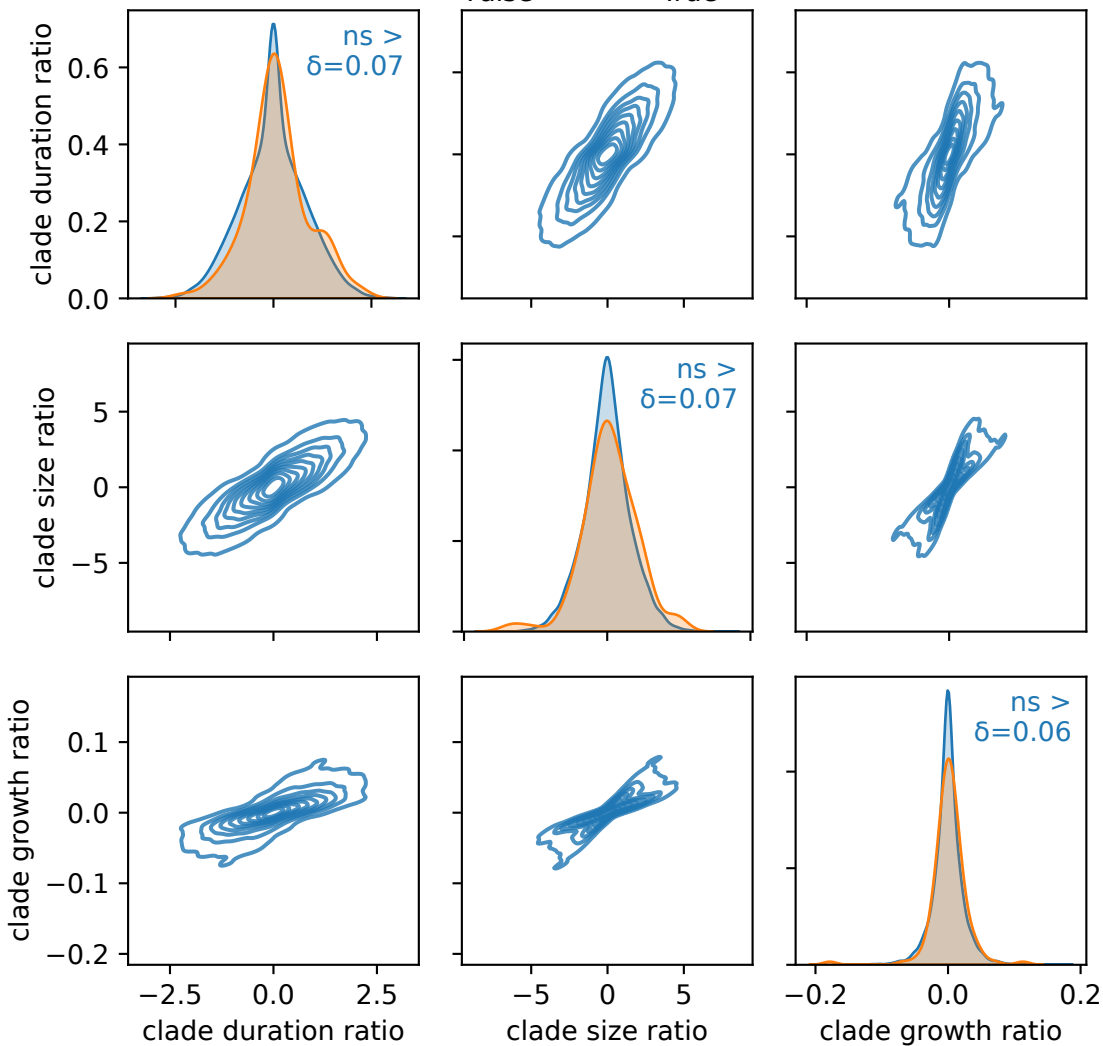 clade duration ratio
0.6
0.4
0.2
0.0
ns >
δ=0.07
clade size ratio
5
0
−5
ns >
δ=0.07
clade growth ratio
0.1
0.0
−0.1
−0.2
ns >
δ=0.06
−2.5 0.0 2.5
−5 0 5
−0.2 0.0 0.2
clade duration ratio
clade size ratio
clade growth ratio